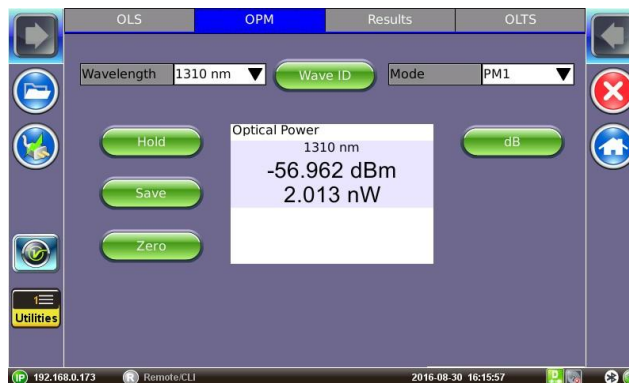 OLS OPM Results OLTS
Wavelength 1310 nm Wave ID Mode PM1
Hold
Optical Power
1310 nm
dB
-56.962 dBm
2.013 nW
Save
Zero
1
Utilities
IP 192.168.0.173 R Remote/CLI 2016-08-30 16:15:57